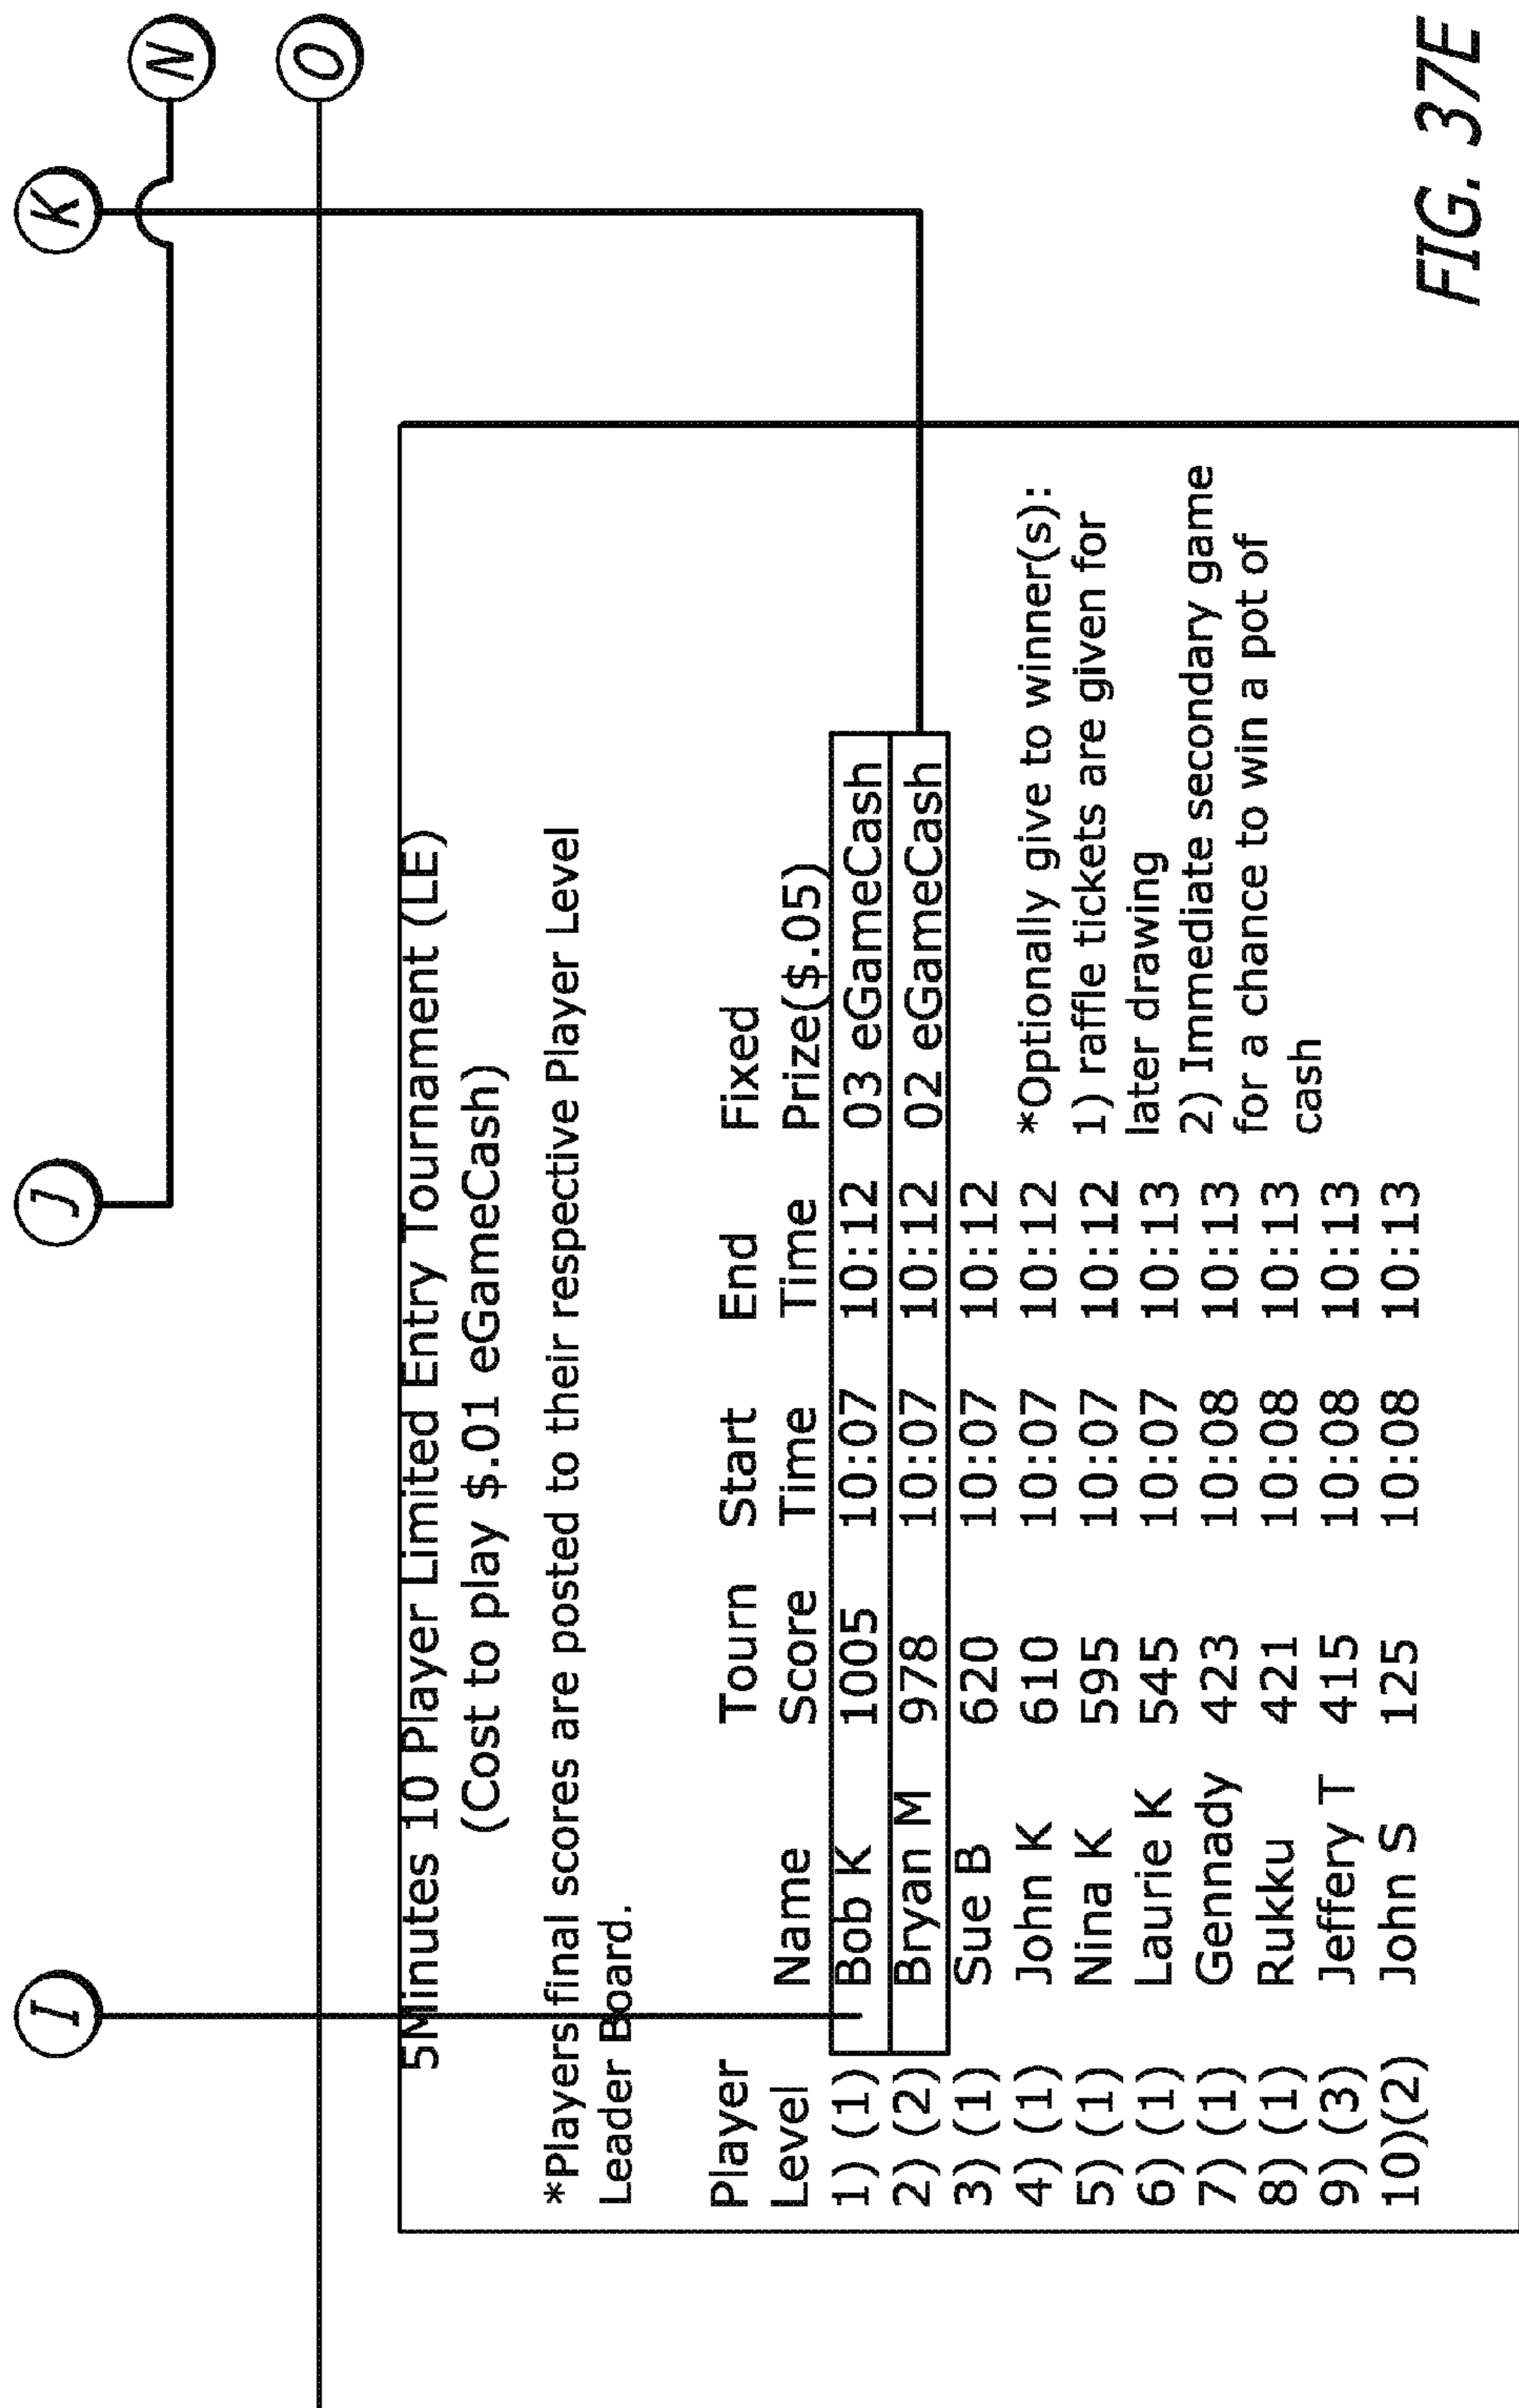 I
J
K
N
O
5Minutes 10 Player Limited Entry Tournament (LE)
(Cost to play $.01 eGameCash)
*Players final scores are posted to their respective Player Level
Leader Board.
Player Tourn Start End Fixed
Level Name Score Time Time Prize($.05)
1) (1) Bob K 1005 10:07 10:12 03 eGameCash
2) (2) Bryan M 978 10:07 10:12 02 eGameCash
3) (1) Sue B 620 10:07 10:12
4) (1) John K 610 10:07 10:12
5) (1) Nina K 595 10:07 10:12
6) (1) Laurie K 545 10:07 10:13
7) (1) Gennady 423 10:08 10:13
8) (1) Rukku 421 10:08 10:13
9) (3) Jeffery T 415 10:08 10:13
10)(2) John S 125 10:08 10:13
*Optionally give to winner(s):
1) raffle tickets are given for
later drawing
2) Immediate secondary game
for a chance to win a pot of
cash
FIG. 37E